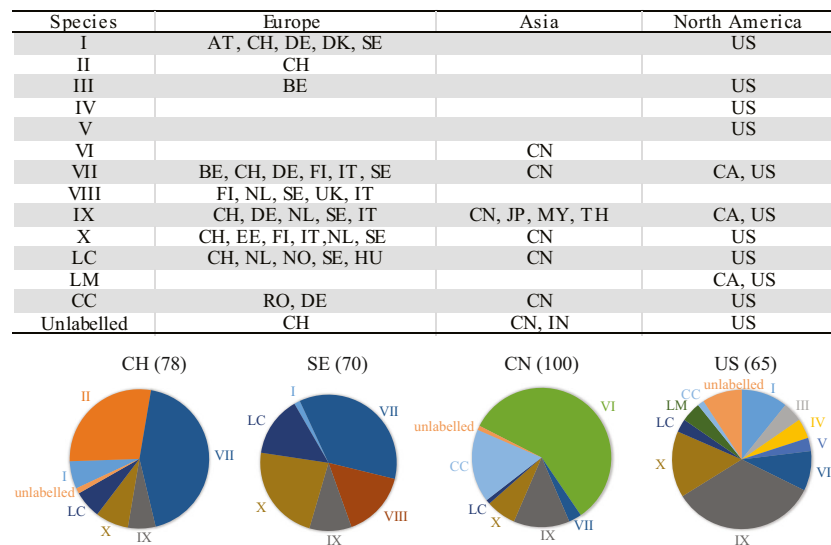 Species Europe Asia North America
I AT, CH, DE, DK, SE US
II CH
III BE US
IV US
V US
VI CN
VII BE, CH, DE, FI, IT, SE CN CA, US
VIII FI, NL, SE, UK, IT
IX CH, DE, NL, SE, IT CN, JP, MY, TH CA, US
X CH, EE, FI, IT,NL, SE CN US
LC CH, NL, NO, SE, HU CN US
LM CA, US
CC RO, DE CN US
Unlabelled CH CN, IN US
CH (78) SE (70) CN (100) US (65)
II VII I unlabelled LC X IX
I VII LC X IX VIII
VI unlabelled CC LC X IX VII
unlabelled I CC III LM IV LC V X VI IX